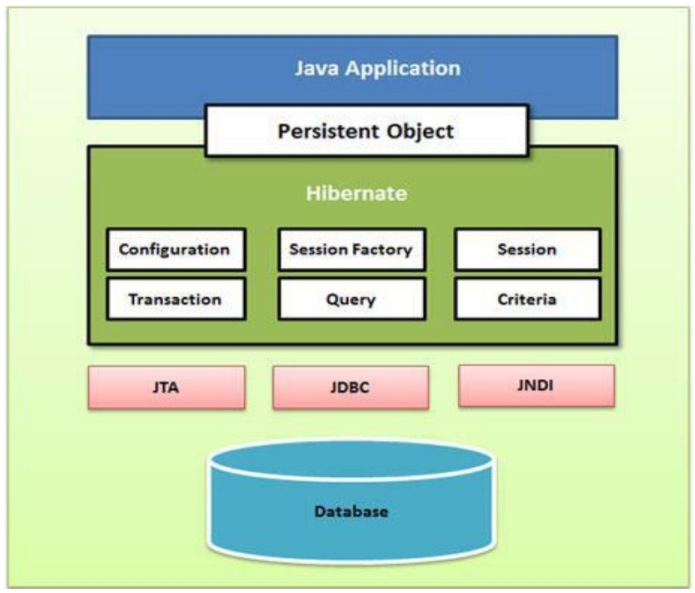 Java Application
Persistent Object
Hibernate
Configuration
Session Factory
Session
Transaction
Query
Criteria
JTA
JDBC
JNDI
Database